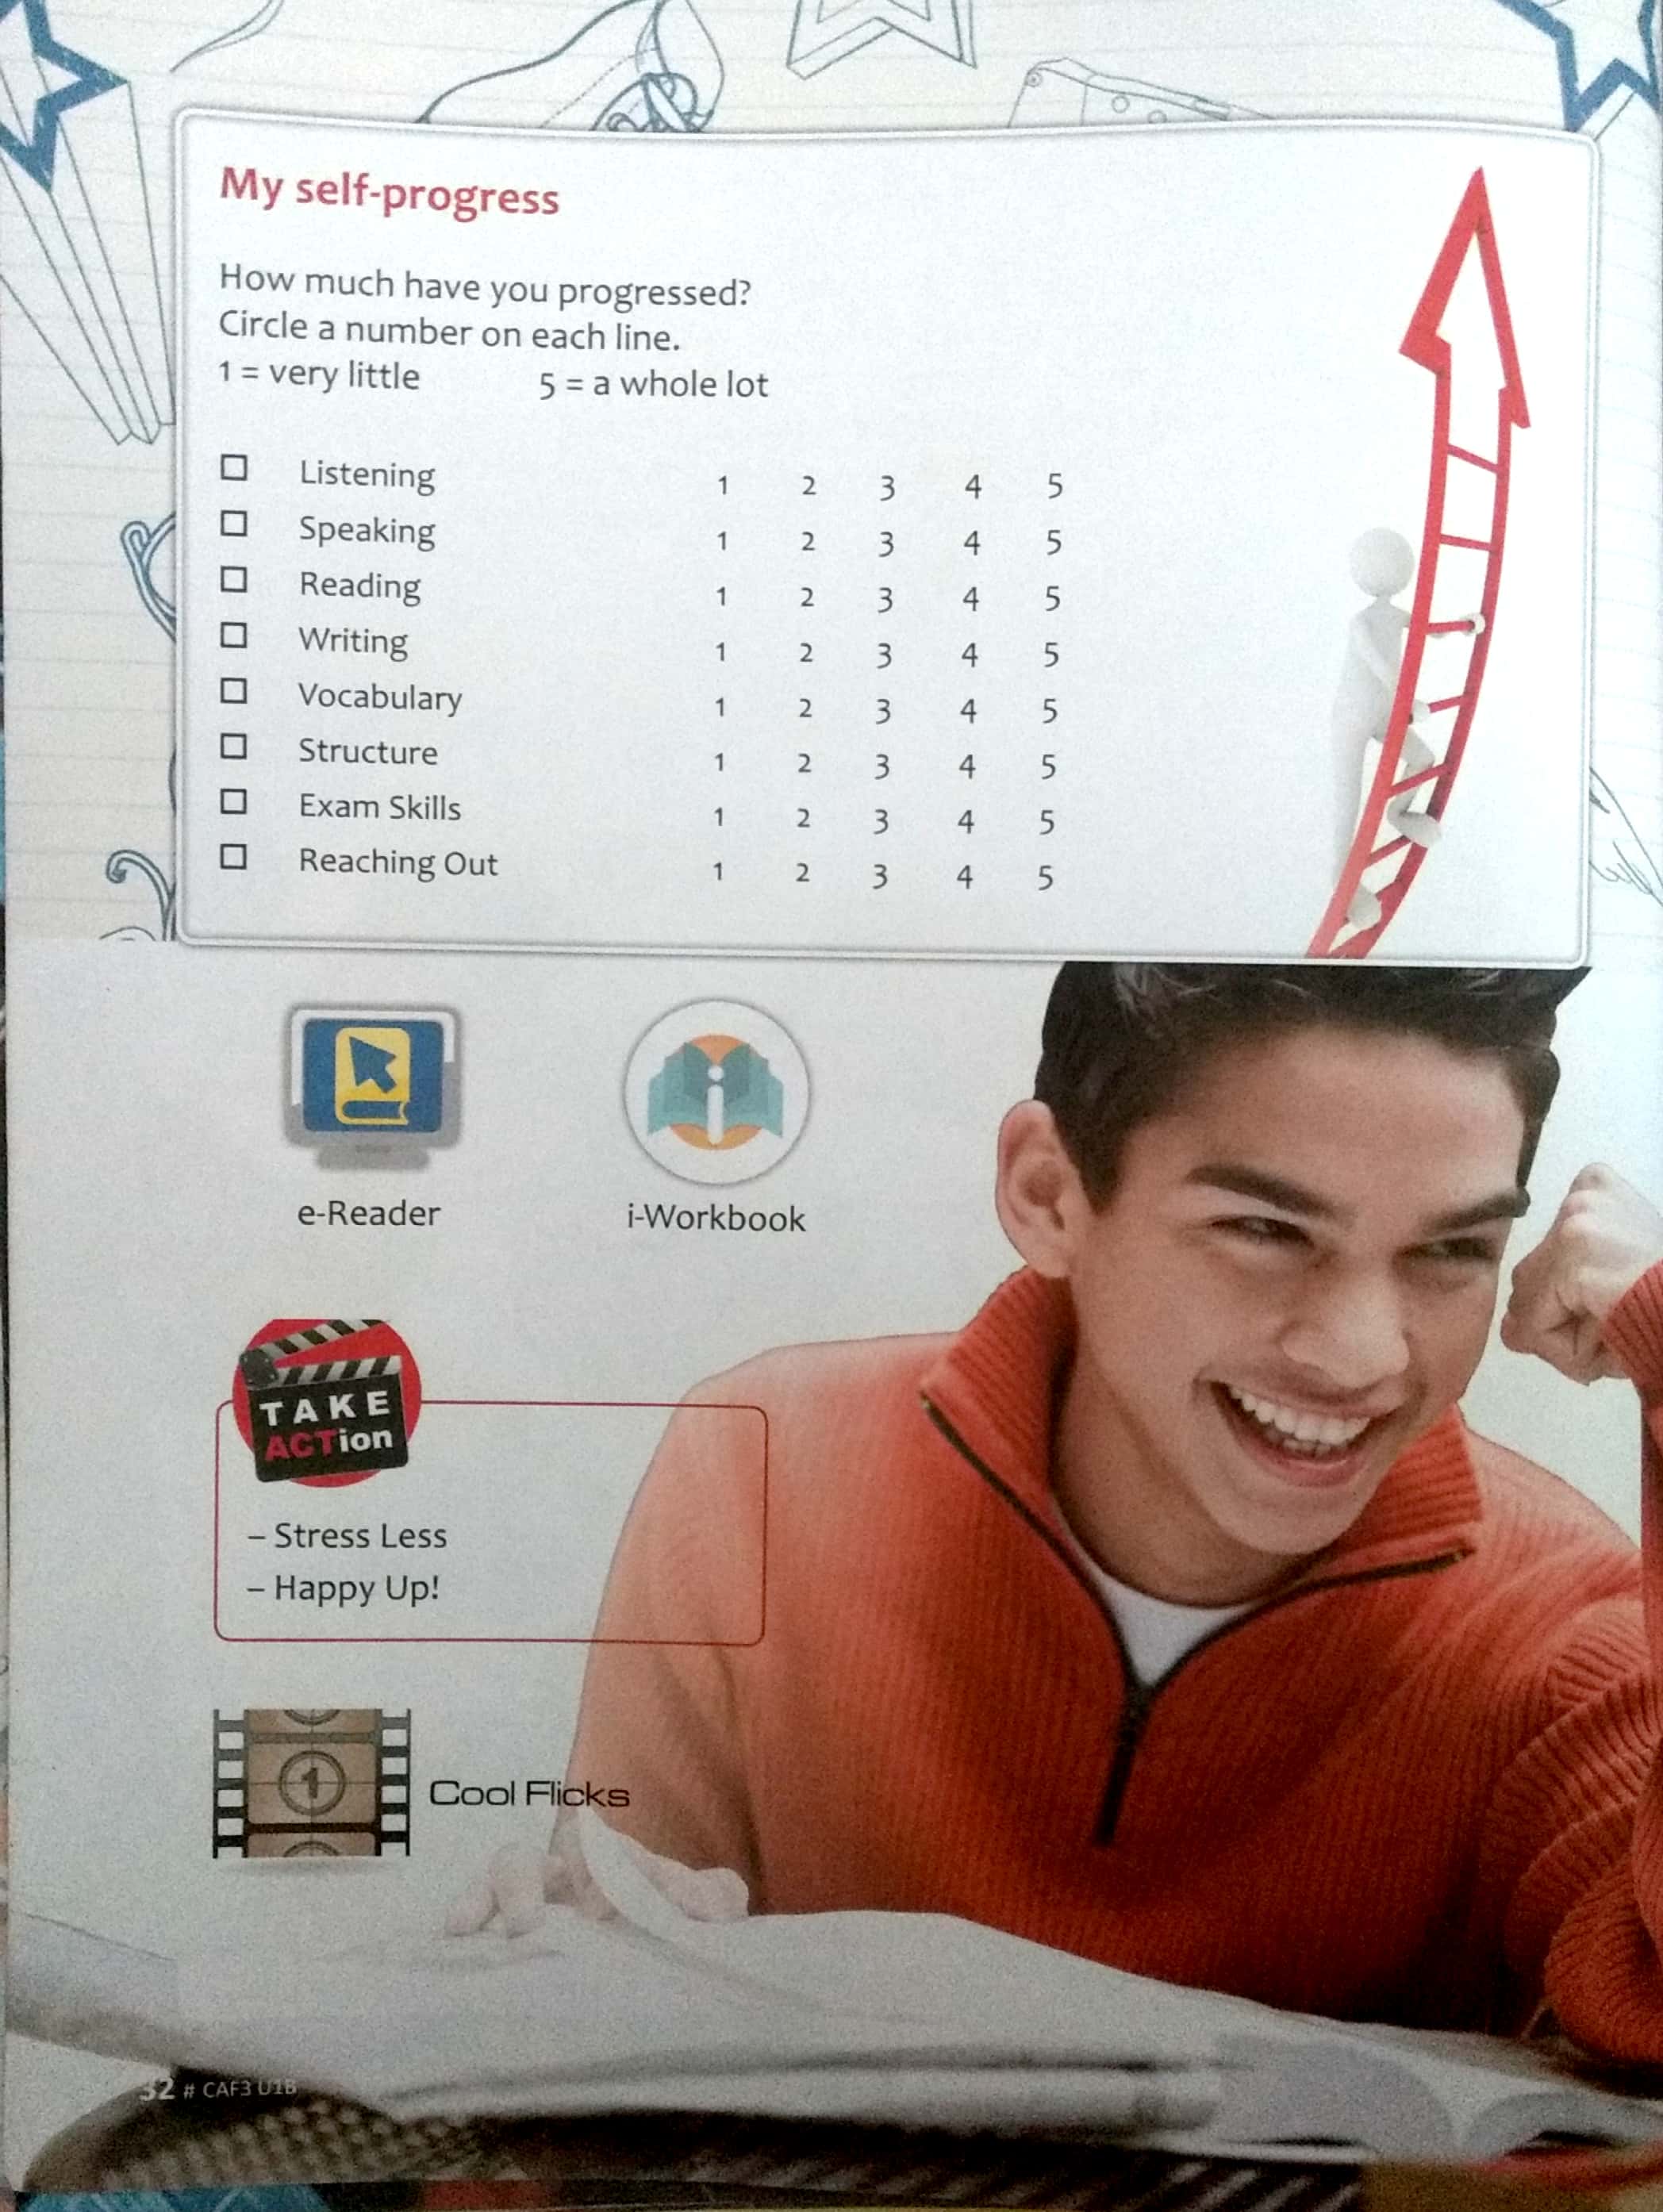 My self-progress
How much have you progressed?
Circle a number on each line.
1 = very little 5 = a whole lot
Listening 1 2 3 4 5
Speaking 1 2 3 4 5
Reading 1 2 3 4 5
Writing 1 2 3 4 5
Vocabulary 1 2 3 4 5
Structure 1 2 3 4 5
Exam Skills 1 2 3 4 5
Reaching Out 1 2 3 4 5
i
e-Reader i-Workbook
TAKE
ACTion
– Stress Less
– Happy Up!
1
Cool Flicks
32 # CAF3 U1B